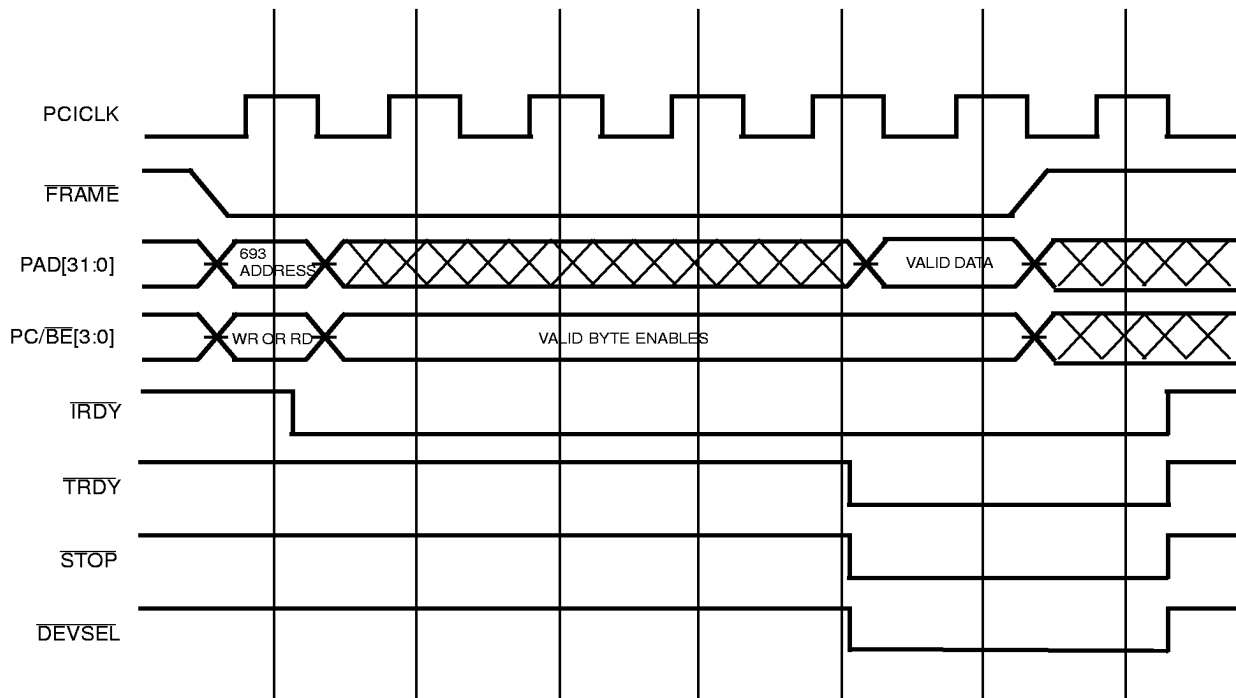 PCICLK
FRAME
PAD[31:0]
693
ADDRESS
VALID DATA
PC/BE[3:0]
WR OR RD
VALID BYTE ENABLES
IRDY
TRDY
STOP
DEVSEL